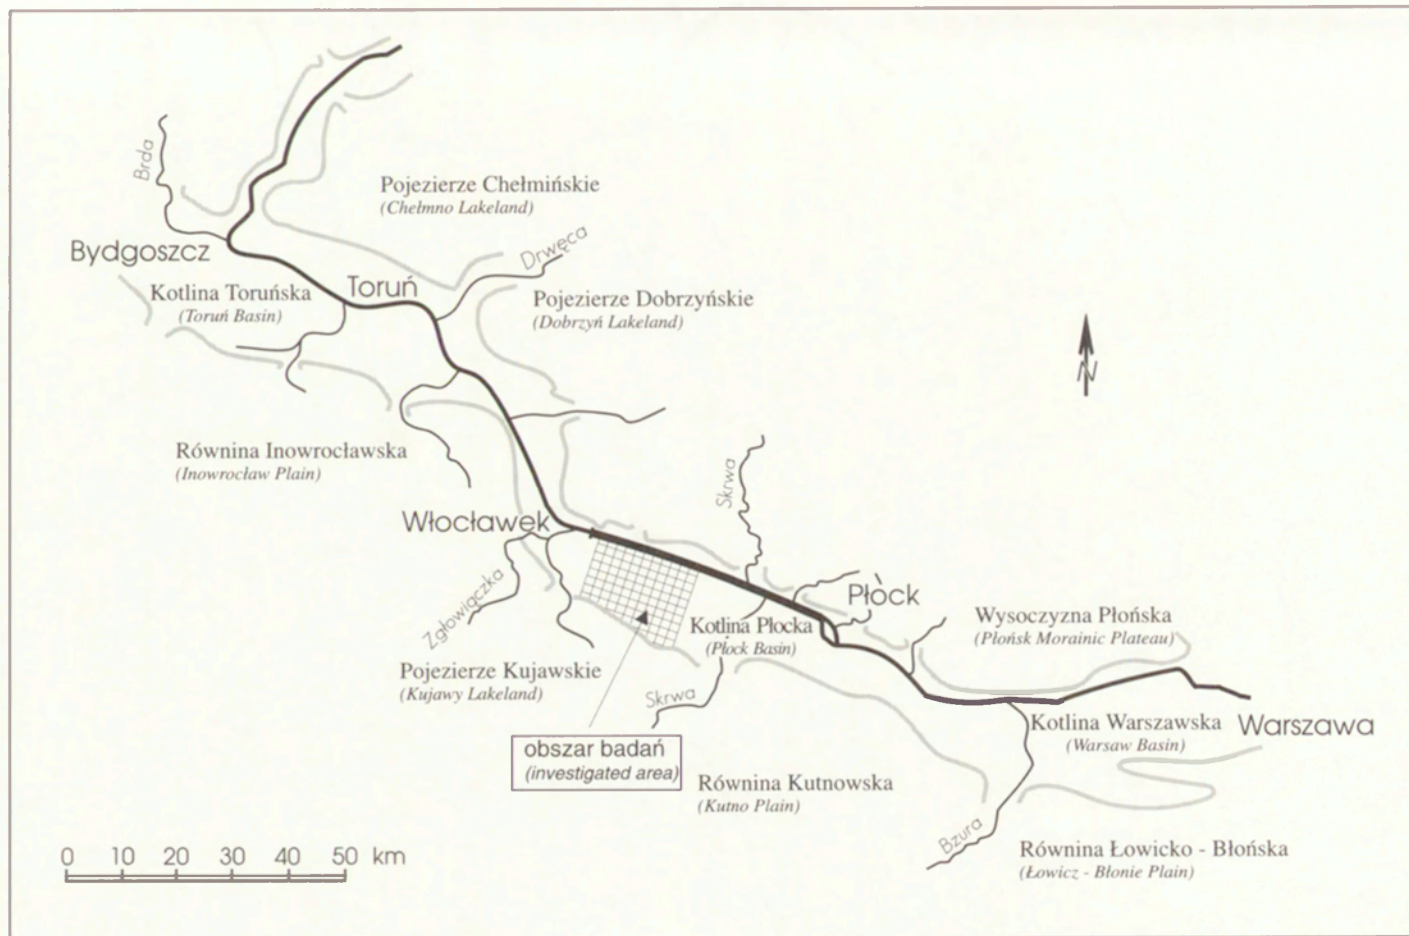 Brda
Pojezierze Chełmińskie
(Chełmno Lakeland)
Bydgoszcz
Drwęca
Kotlina Toruńska
(Toruń Basin)
Toruń
Pojezierze Dobrzyńskie
(Dobrzyń Lakeland)
N
Równina Inowrocławska
(Inowrocław Plain)
Skrwa
Włocławek
Zgłowiączka
Płock
Kotlina Płocka
(Płock Basin)
Wysoczyzna Płońska
(Płońsk Morainic Plateau)
Pojezierze Kujawskie
(Kujawy Lakeland)
Skrwa
Kotlina Warszawska
(Warsaw Basin)
Warszawa
obszar badań
(investigated area)
Równina Kutnowska
(Kutno Plain)
Bzura
Równina Łowicko - Błońska
(Łowicz - Błonie Plain)
0 10 20 30 40 50 km